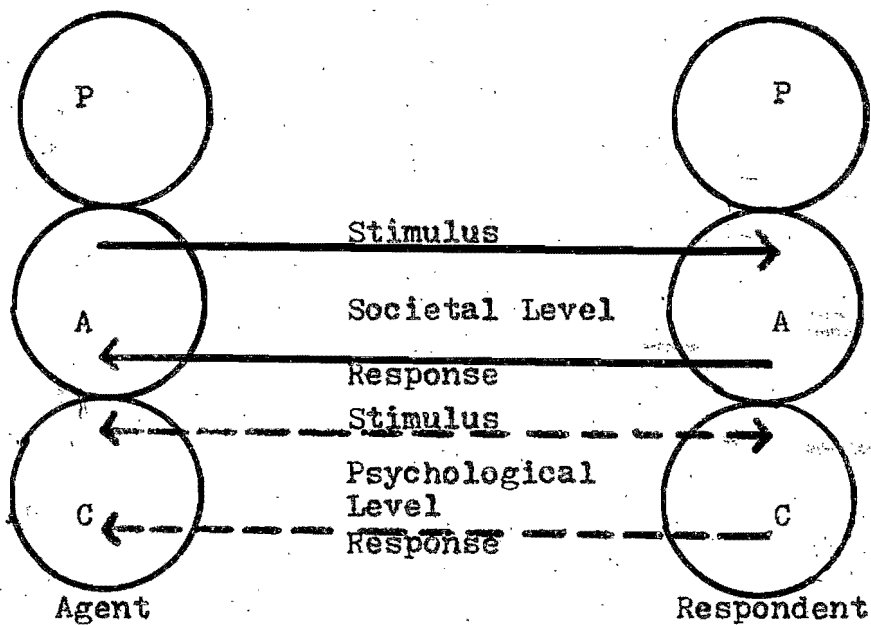 P P
Stimulus
Societal Level
A A
Response
Stimulus
Psychological
Level
C C
Response
Agent Respondent